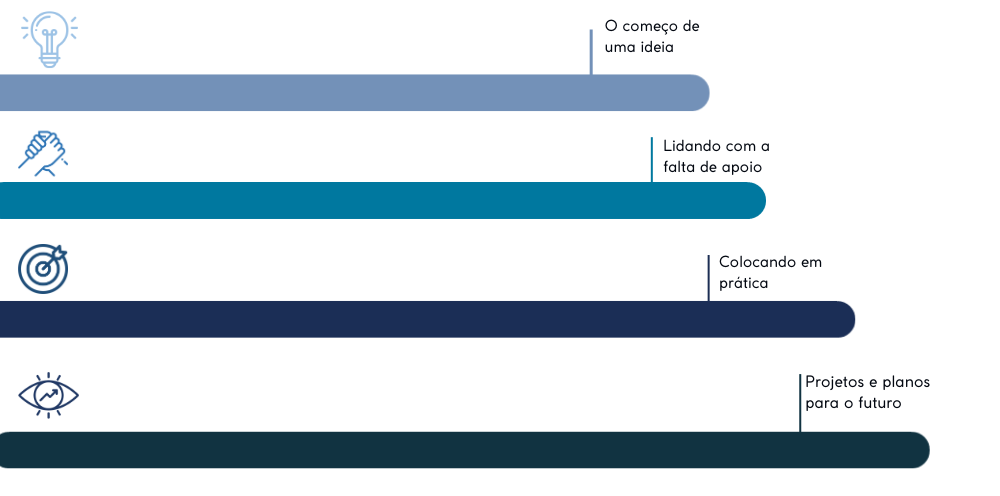 O começo de
uma ideia
Lidando com a
falta de apoio
Colocando em
prática
Projetos e planos
para o futuro